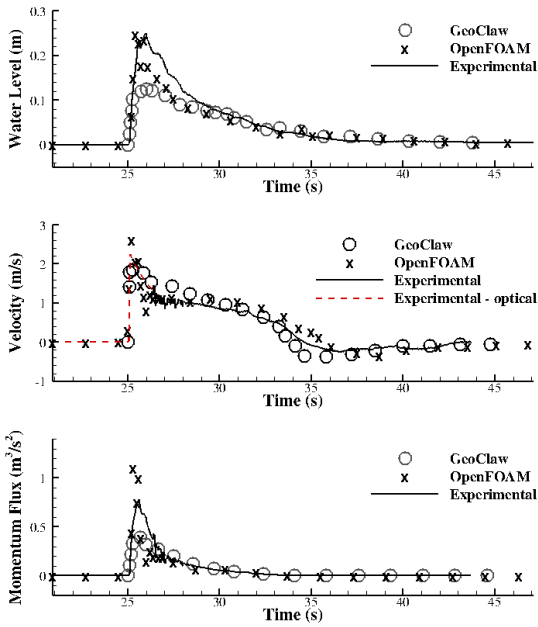 Water Level (m)
0.3
0.2
0.1
0
GeoClaw
OpenFOAM
Experimental
25 30 35 40 45
Time (s)
Velocity (m/s)
3
2
1
0
-1
GeoClaw
OpenFOAM
Experimental
Experimental - optical
25 30 35 40 45
Time (s)
Momentum Flux (m³/s²)
1
0.5
0
GeoClaw
OpenFOAM
Experimental
25 30 35 40 45
Time (s)